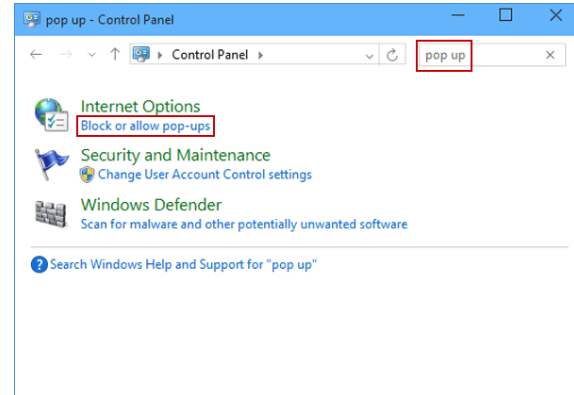 pop up - Control Panel
Control Panel
pop up
Internet Options
Block or allow pop-ups
Security and Maintenance
Change User Account Control settings
Windows Defender
Scan for malware and other potentially unwanted software
? Search Windows Help and Support for "pop up"